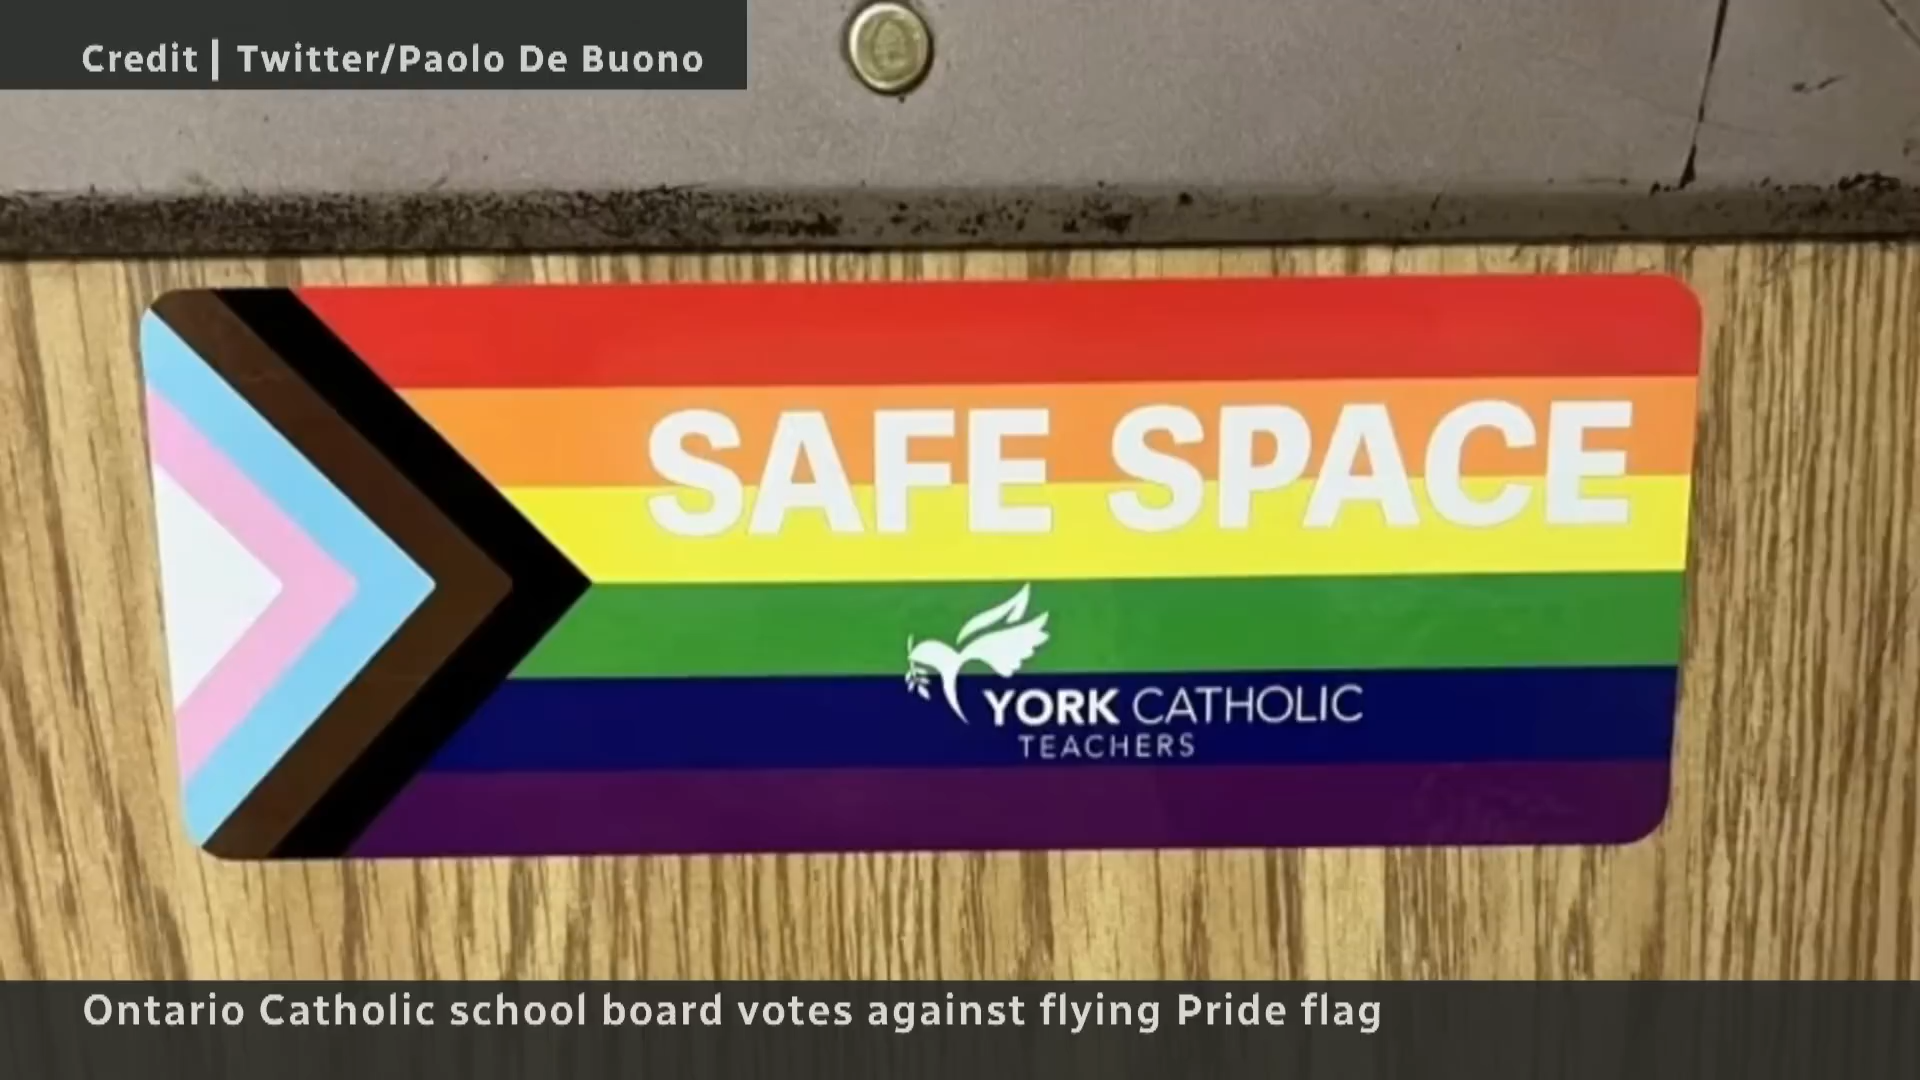 Credit | Twitter/Paolo De Buono
SAFE SPACE
YORK CATHOLIC
TEACHERS
Ontario Catholic school board votes against flying Pride flag